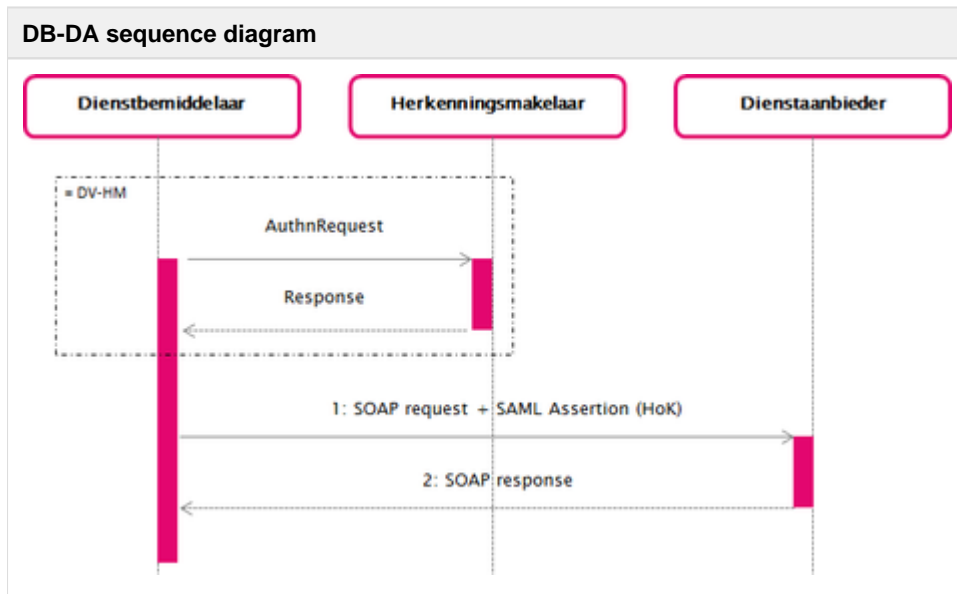 DB-DA sequence diagram
Dienstbemiddelaar
Herkenningsmakelaar
Dienstaanbieder
= DV-HM
AuthnRequest
Response
1: SOAP request + SAML Assertion (HoK)
2: SOAP response